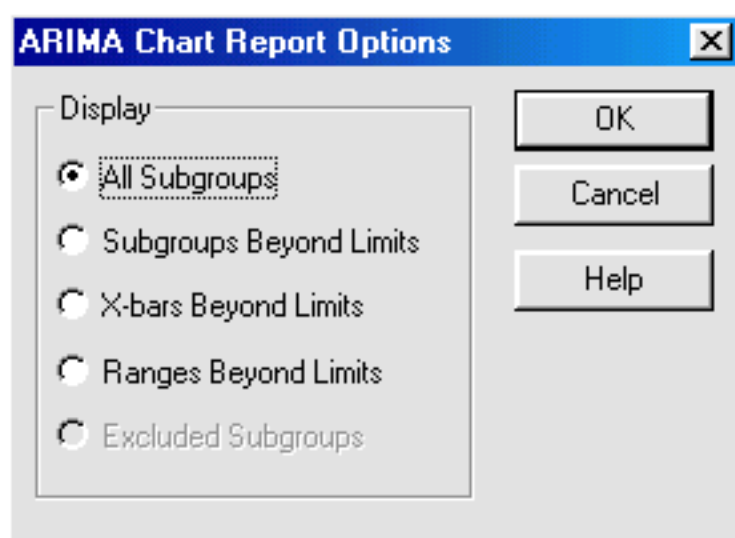 ARIMA Chart Report Options
Display
All Subgroups
Subgroups Beyond Limits
X-bars Beyond Limits
Ranges Beyond Limits
Excluded Subgroups
OK
Cancel
Help